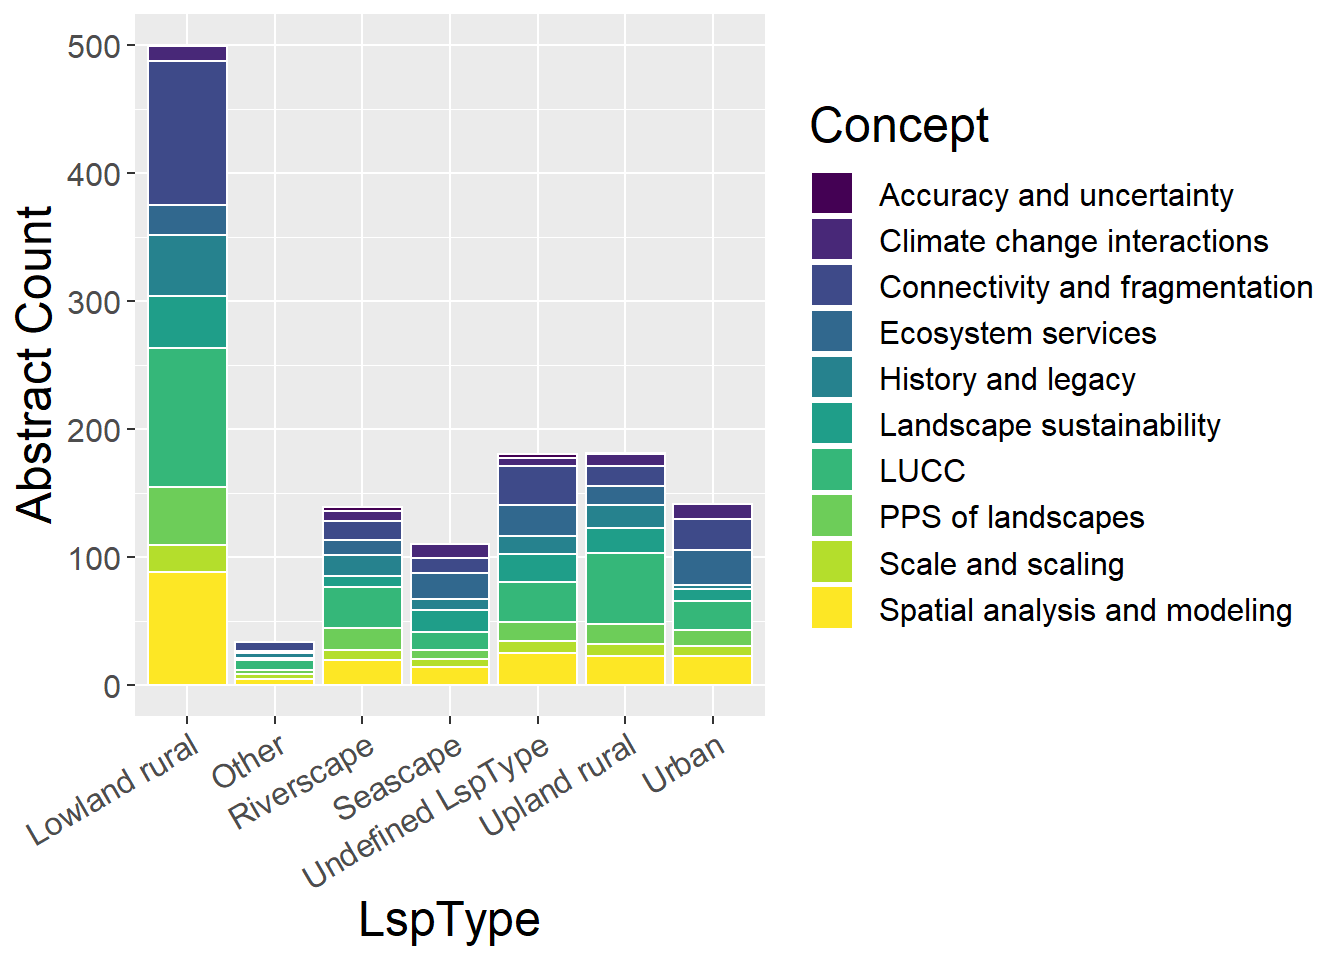 Abstract Count
500
400
300
200
100
0
Lowland rural
Other
Riverscape
Seascape
Undefined LspType
Upland rural
Urban
LspType
Concept
Accuracy and uncertainty
Climate change interactions
Connectivity and fragmentation
Ecosystem services
History and legacy
Landscape sustainability
LUCC
PPS of landscapes
Scale and scaling
Spatial analysis and modeling